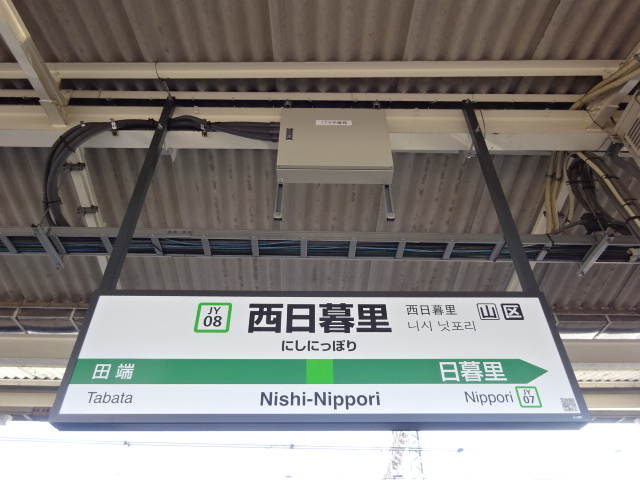 JY
08
西日暮里
にしにっぽり
西日暮里
니시 닛포리
山 区
田端
日暮里
Tabata
Nishi-Nippori
Nippori
JY
07